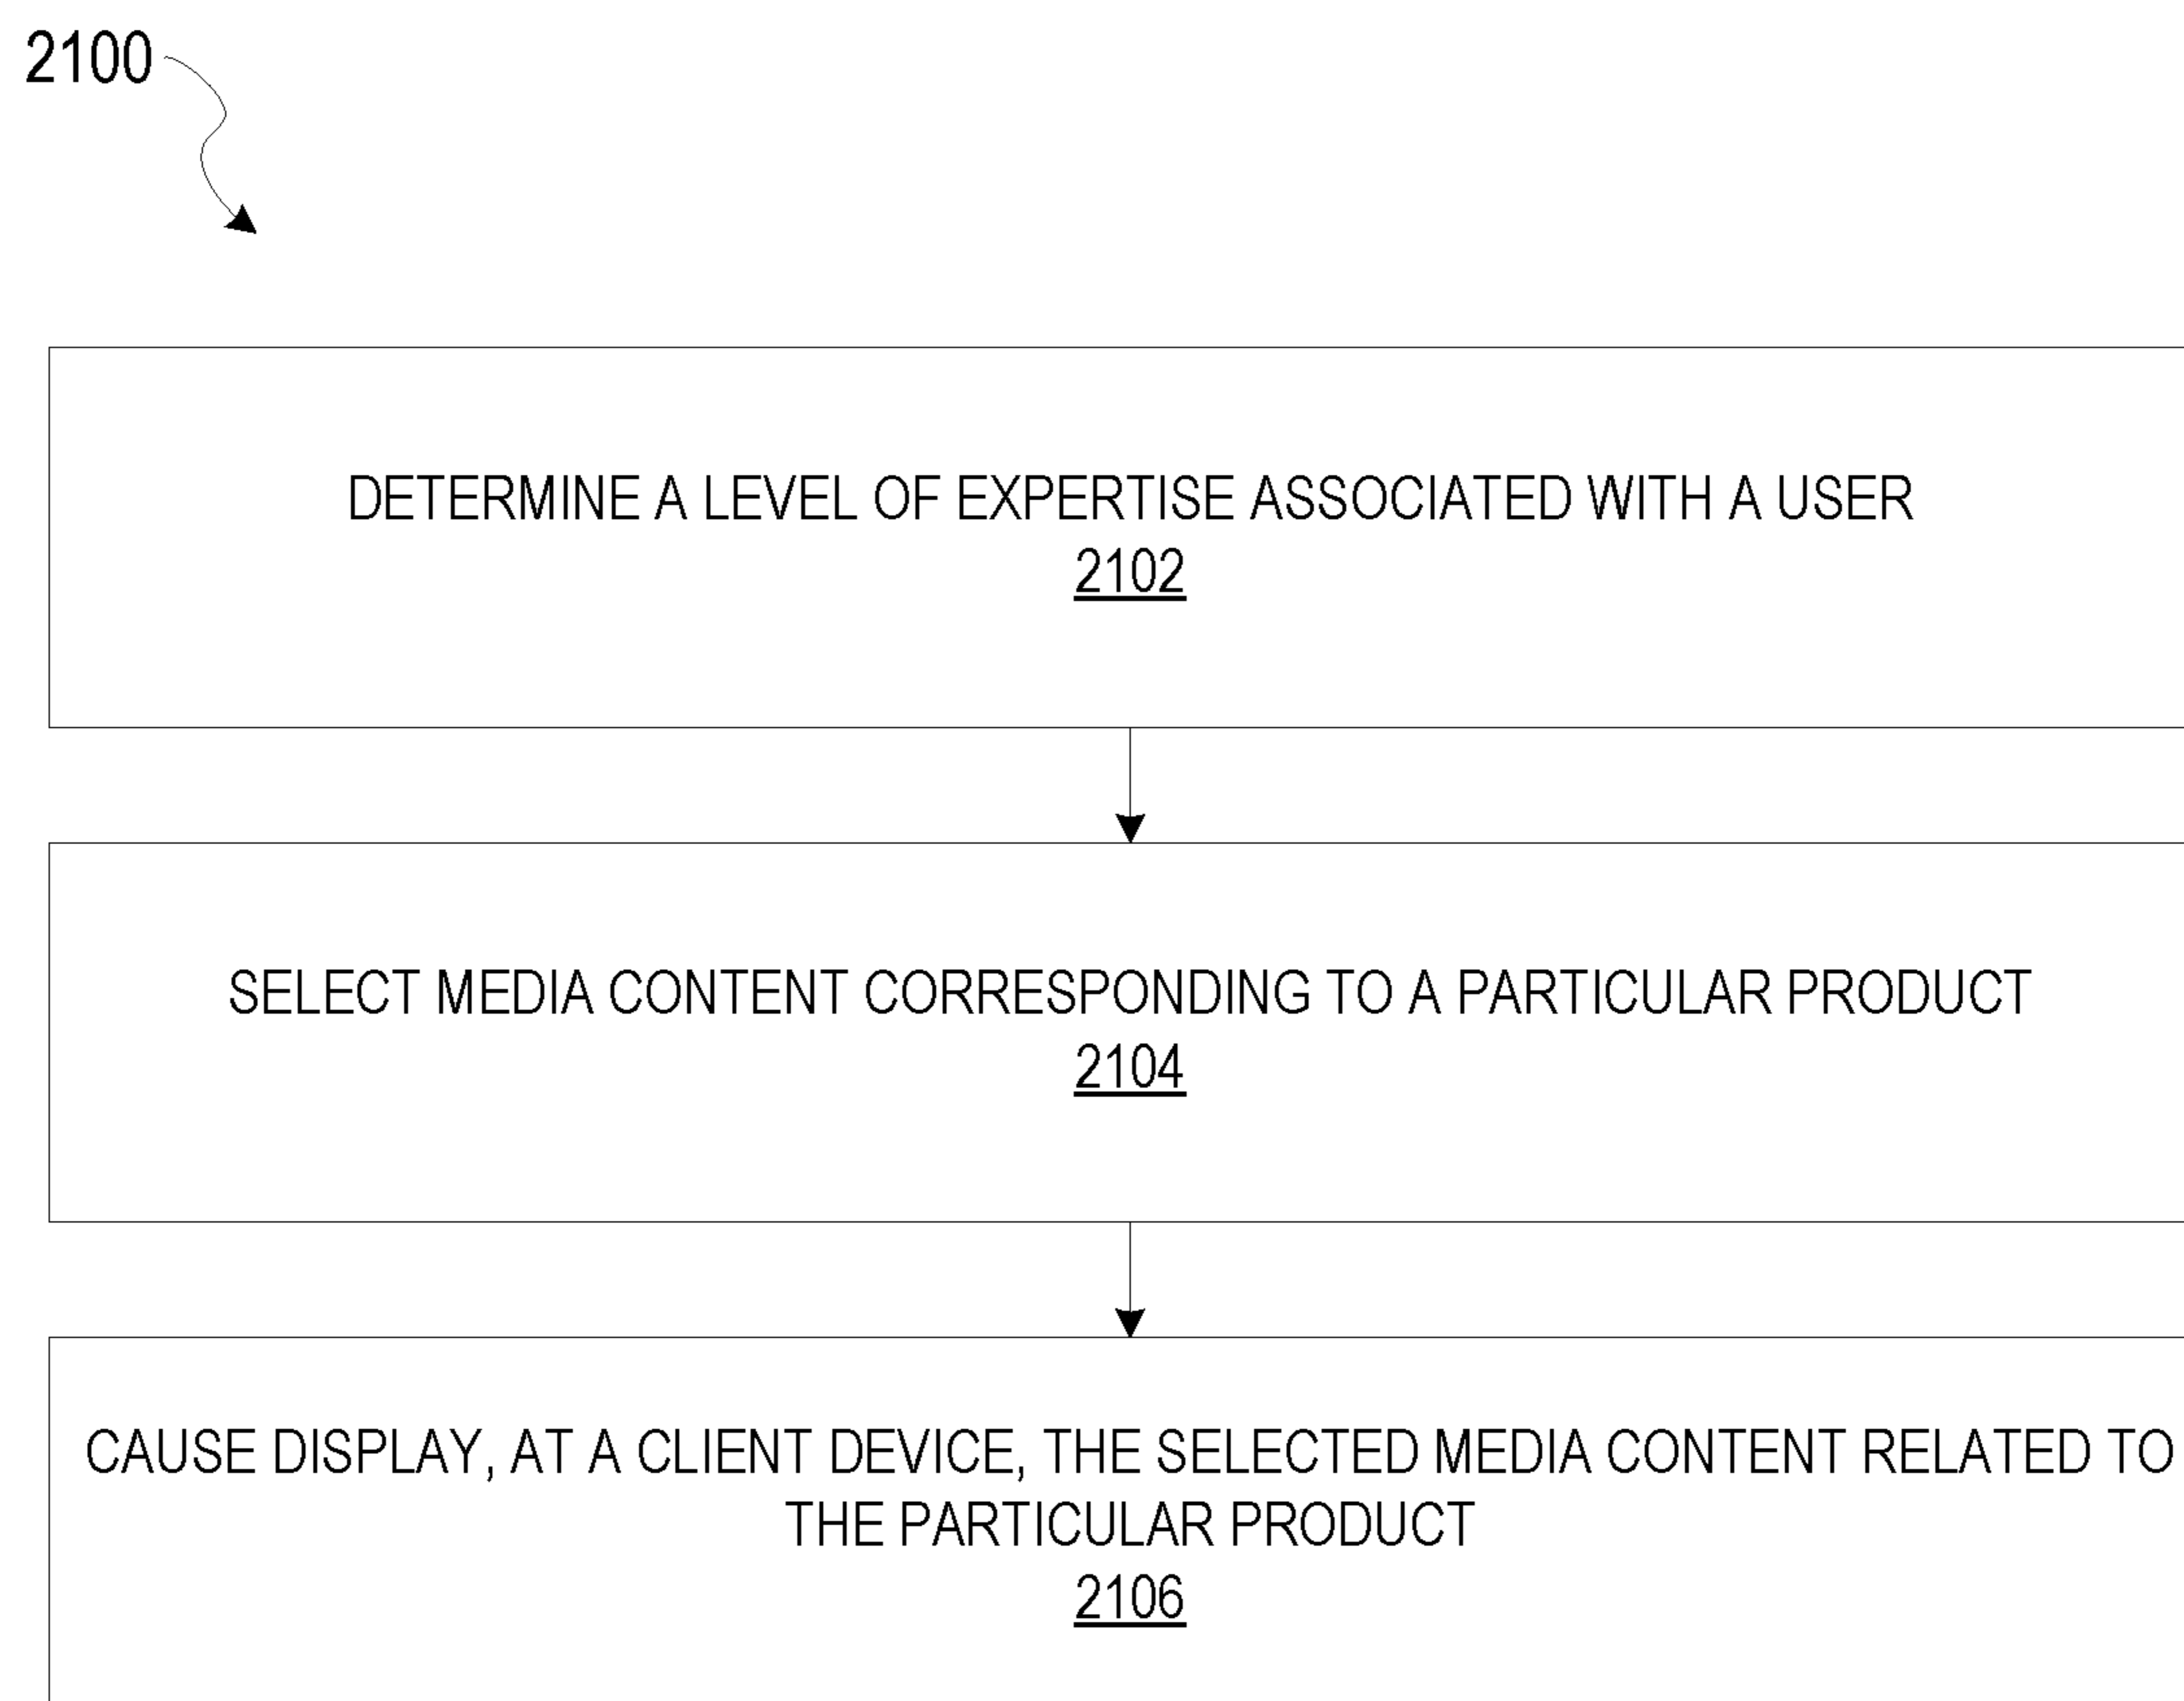 2100
DETERMINE A LEVEL OF EXPERTISE ASSOCIATED WITH A USER
2102
SELECT MEDIA CONTENT CORRESPONDING TO A PARTICULAR PRODUCT
2104
CAUSE DISPLAY, AT A CLIENT DEVICE, THE SELECTED MEDIA CONTENT RELATED TO
THE PARTICULAR PRODUCT
2106